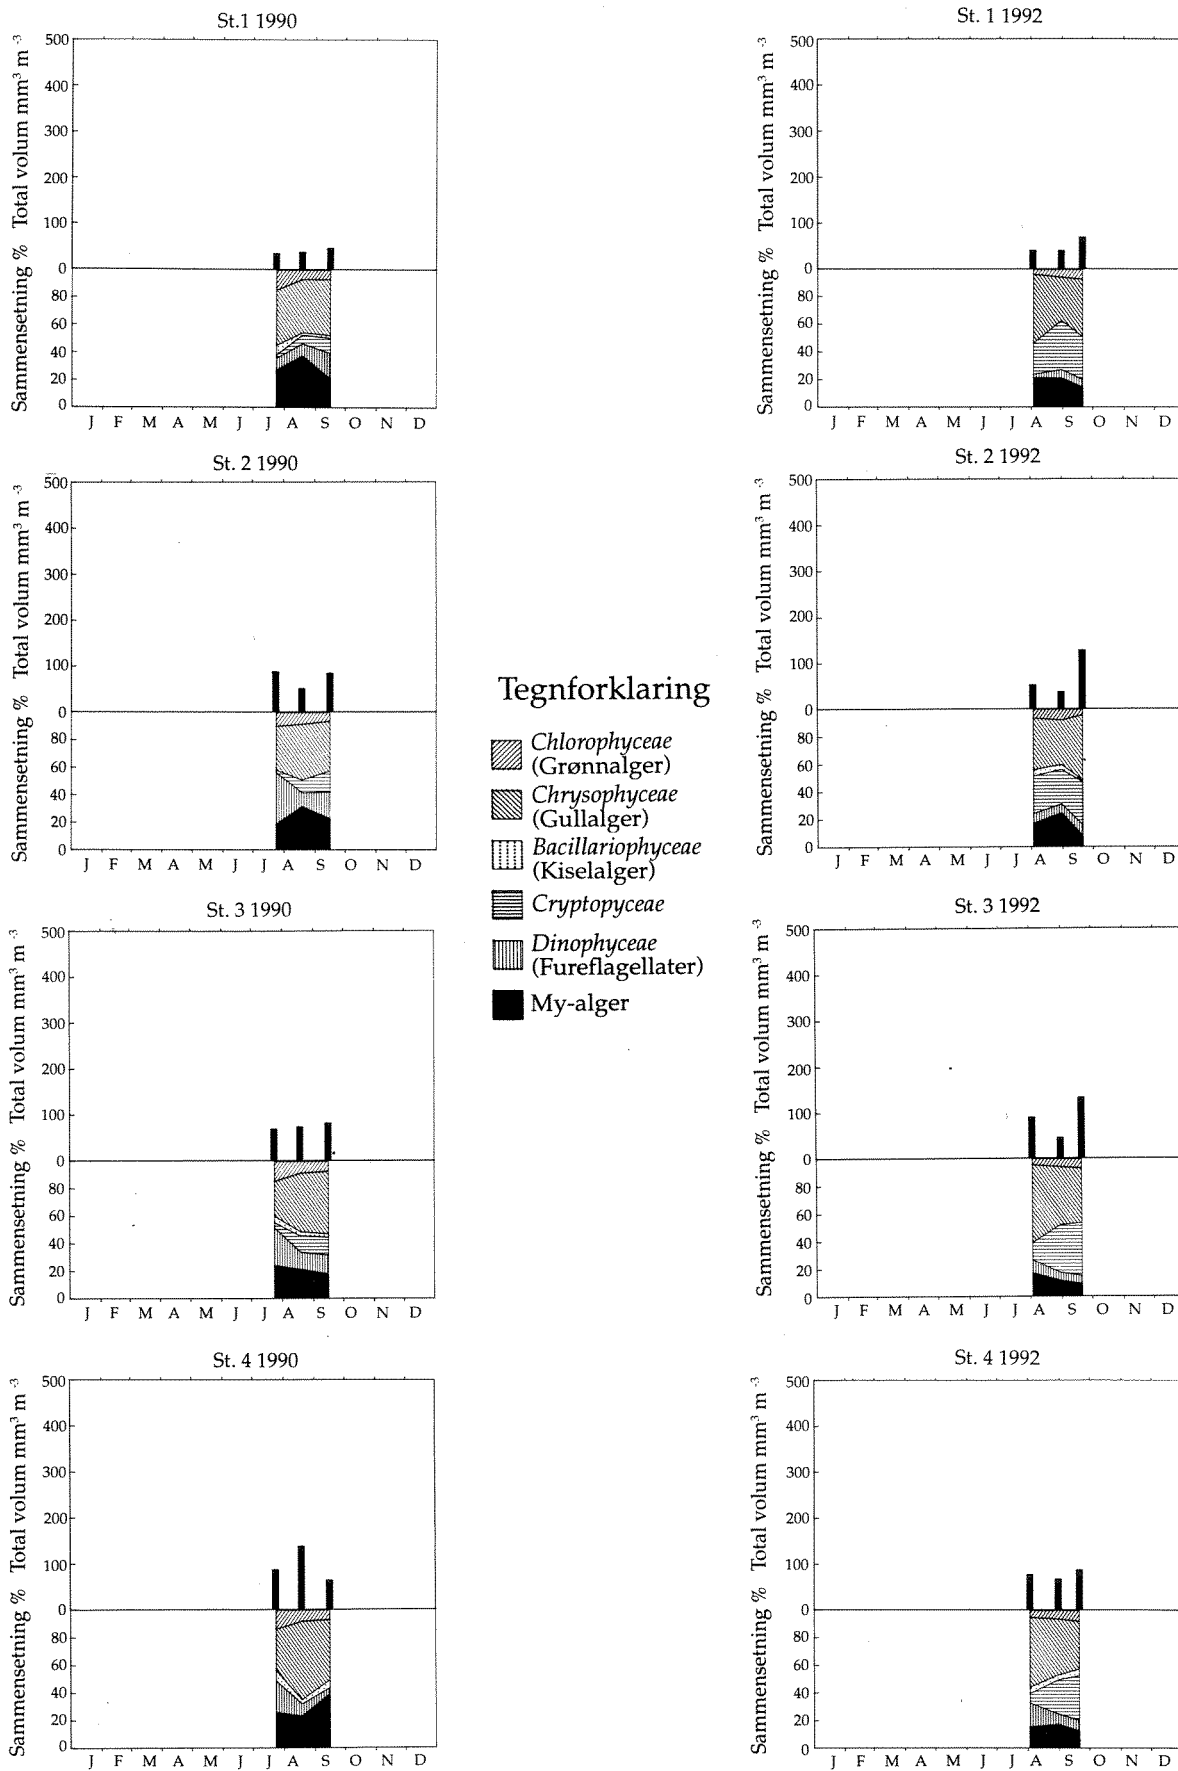 St.1 1990
Total volum mm³ m⁻³
500
400
300
200
100
0
Sammensetning %
80
60
40
20
0
J F M A M J J A S O N D
St. 2 1990
Total volum mm³ m⁻³
500
400
300
200
100
0
Sammensetning %
80
60
40
20
0
J F M A M J J A S O N D
St. 3 1990
Total volum mm³ m⁻³
500
400
300
200
100
0
Sammensetning %
80
60
40
20
0
J F M A M J J A S O N D
St. 4 1990
Total volum mm³ m⁻³
500
400
300
200
100
0
Sammensetning %
80
60
40
20
0
J F M A M J J A S O N D
Tegnforklaring
Chlorophyceae
(Grønnalger)
Chrysophyceae
(Gullalger)
Bacillariophyceae
(Kiselalger)
Cryptopyceae
Dinophyceae
(Fureflagellater)
My-alger
St. 1 1992
Total volum mm³ m⁻³
500
400
300
200
100
0
Sammensetning %
80
60
40
20
0
J F M A M J J A S O N D
St. 2 1992
Total volum mm³ m⁻³
500
400
300
200
100
0
Sammensetning %
80
60
40
20
0
J F M A M J J A S O N D
St. 3 1992
Total volum mm³ m⁻³
500
400
300
200
100
0
Sammensetning %
80
60
40
20
0
J F M A M J J A S O N D
St. 4 1992
Total volum mm³ m⁻³
500
400
300
200
100
0
Sammensetning %
80
60
40
20
0
J F M A M J J A S O N D